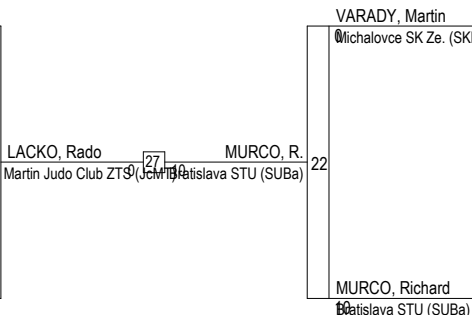 VARADY, Martin
0
Michalovce SK Ze. (SK
LACKO, Rado
27
MURCO, R.
22
Martin Judo Club ZTS (JcMT)
0
10
Bratislava STU (SUBa)
MURCO, Richard
10
Bratislava STU (SUBa)